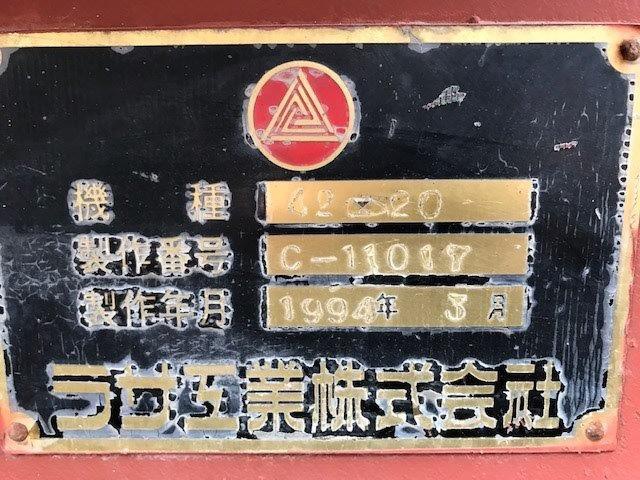 機種 4220
製作番号 C-11017
製作年月 1994年 3月
ラサ工業株式会社